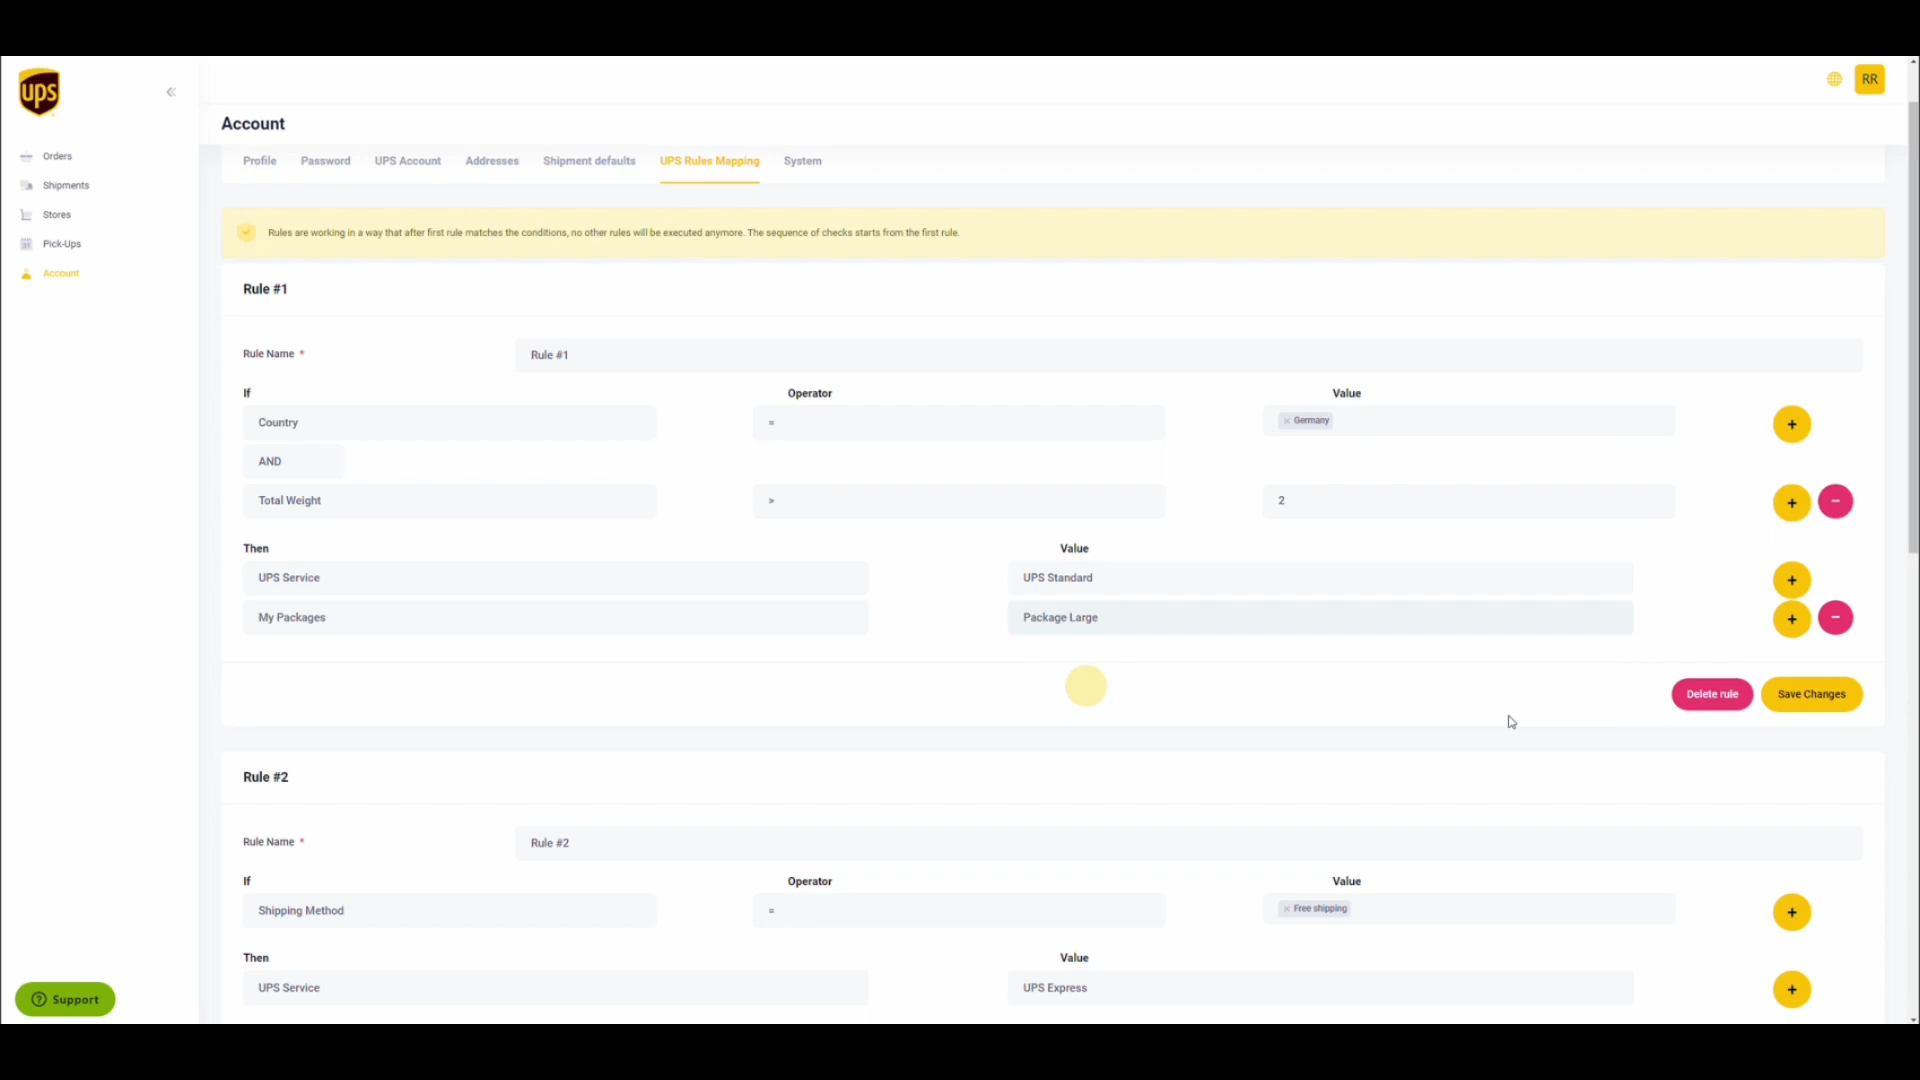 ups
RR
Account
Orders
Shipments
Stores
Pick-Ups
Account
Profile Password UPS Account Addresses Shipment defaults UPS Rules Mapping System
Rules are working in a way that after first rule matches the conditions, no other rules will be executed anymore. The sequence of checks starts from the first rule.
Rule #1
Rule Name * Rule #1
If Operator Value
Country = × Germany +
AND
Total Weight > 2 + −
Then Value
UPS Service UPS Standard +
My Packages Package Large + −
Delete rule Save Changes
Rule #2
Rule Name * Rule #2
If Operator Value
Shipping Method = × Free shipping +
Then Value
UPS Service UPS Express +
? Support